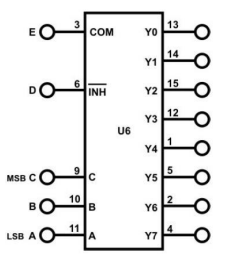 E 3 COM Y0 13
Y1 14
D 6 INH Y2 15
Y3 12
U6
Y4 1
MSB C 9 C Y5 5
B 10 B Y6 2
LSB A 11 A Y7 4